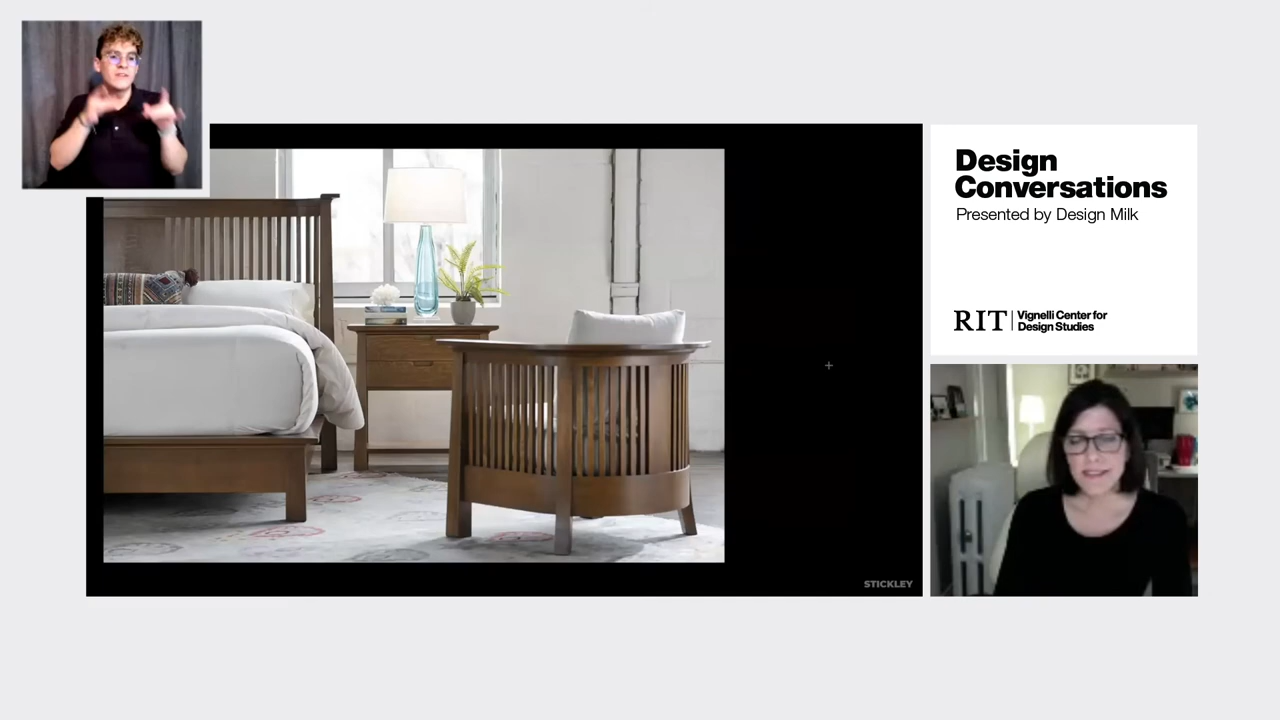 Design
Conversations
Presented by Design Milk
RIT
Vignelli Center for
Design Studies
STICKLEY